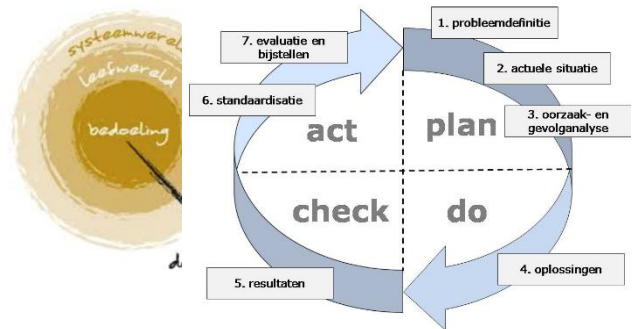 systeemwereld
leefwereld
bedoeling
7. evaluatie en
bijstellen
6. standaardisatie
1. probleemdefinitie
2. actuele situatie
3. oorzaak- en
gevolganalyse
act
plan
check
do
5. resultaten
4. oplossingen